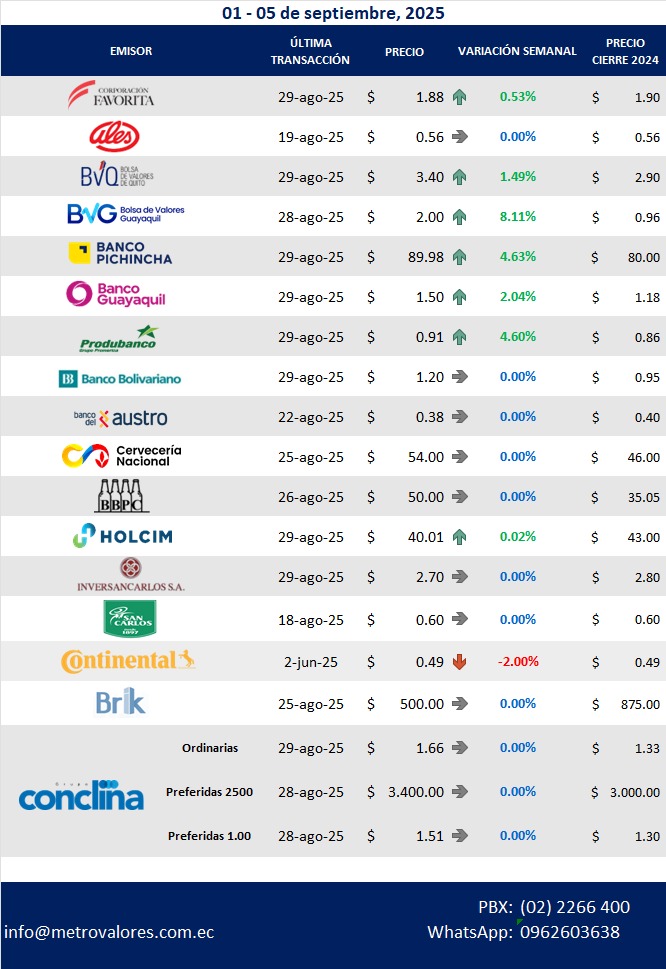 01 - 05 de septiembre, 2025
EMISOR ÚLTIMA TRANSACCIÓN PRECIO VARIACIÓN SEMANAL PRECIO CIERRE 2024
CORPORACIÓN FAVORITA 29-ago-25 $ 1.88 0.53% $ 1.90
ales 19-ago-25 $ 0.56 0.00% $ 0.56
BVQ BOLSA DE VALORES DE QUITO 29-ago-25 $ 3.40 1.49% $ 2.90
BVG Bolsa de Valores Guayaquil 28-ago-25 $ 2.00 8.11% $ 0.96
BANCO PICHINCHA 29-ago-25 $ 89.98 4.63% $ 80.00
Banco Guayaquil 29-ago-25 $ 1.50 2.04% $ 1.18
Produbanco Grupo Promerica 29-ago-25 $ 0.91 4.60% $ 0.86
Banco Bolivariano 29-ago-25 $ 1.20 0.00% $ 0.95
banco del austro 22-ago-25 $ 0.38 0.00% $ 0.40
Cervecería Nacional 25-ago-25 $ 54.00 0.00% $ 46.00
BBPC 26-ago-25 $ 50.00 0.00% $ 35.05
HOLCIM 29-ago-25 $ 40.01 0.02% $ 43.00
INVERSANCARLOS S.A. 29-ago-25 $ 2.70 0.00% $ 2.80
SAN CARLOS desde 1897 18-ago-25 $ 0.60 0.00% $ 0.60
Continental 2-jun-25 $ 0.49 -2.00% $ 0.49
Brik 25-ago-25 $ 500.00 0.00% $ 875.00
Ordinarias 29-ago-25 $ 1.66 0.00% $ 1.33
Grupo conclina Preferidas 2500 28-ago-25 $ 3.400.00 0.00% $ 3.000.00
Preferidas 1.00 28-ago-25 $ 1.51 0.00% $ 1.30
PBX: (02) 2266 400
info@metrovalores.com.ec WhatsApp: 0962603638